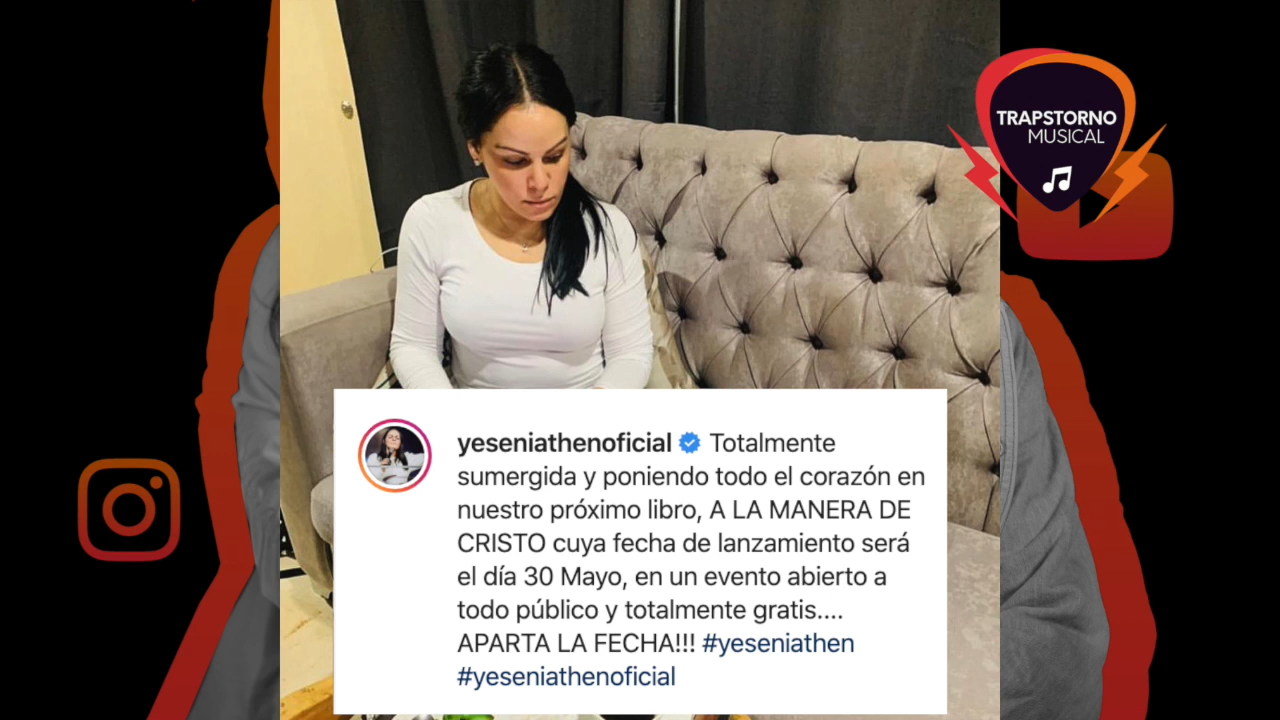 TRAPSTORNO
MUSICAL
yeseniathenoficial Totalmente
sumergida y poniendo todo el corazón en
nuestro próximo libro, A LA MANERA DE
CRISTO cuya fecha de lanzamiento será
el día 30 Mayo, en un evento abierto a
todo público y totalmente gratis....
APARTA LA FECHA!!! #yeseniathen
#yeseniathenoficial